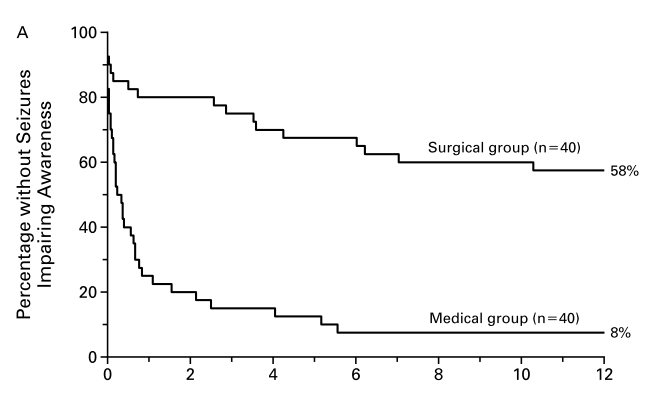 A
Percentage without Seizures
Impairing Awareness
100
80
60
40
20
0
Surgical group (n=40)
58%
Medical group (n=40)
8%
0 2 4 6 8 10 12